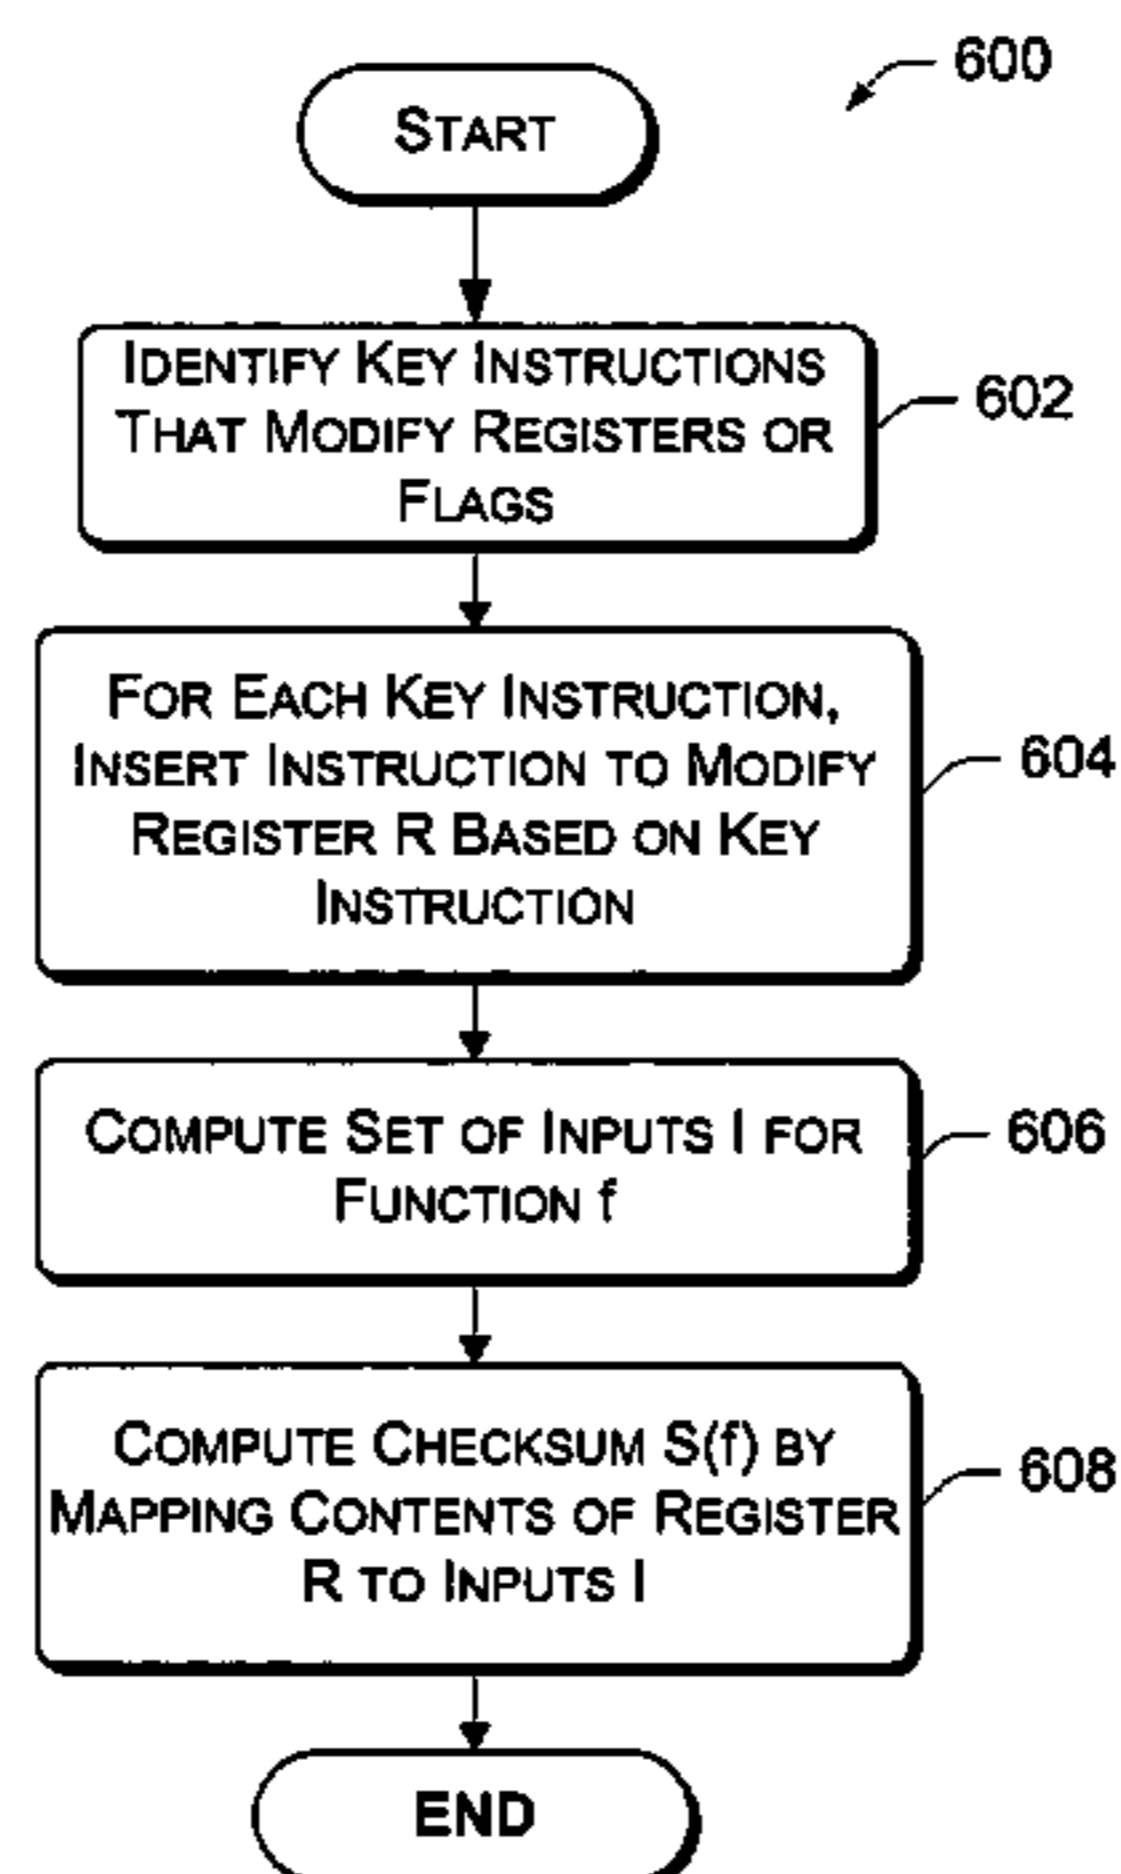 600
START
IDENTIFY KEY INSTRUCTIONS
THAT MODIFY REGISTERS OR
FLAGS
602
FOR EACH KEY INSTRUCTION,
INSERT INSTRUCTION TO MODIFY
REGISTER R BASED ON KEY
INSTRUCTION
604
COMPUTE SET OF INPUTS I FOR
FUNCTION f
606
COMPUTE CHECKSUM S(f) BY
MAPPING CONTENTS OF REGISTER
R TO INPUTS I
608
END